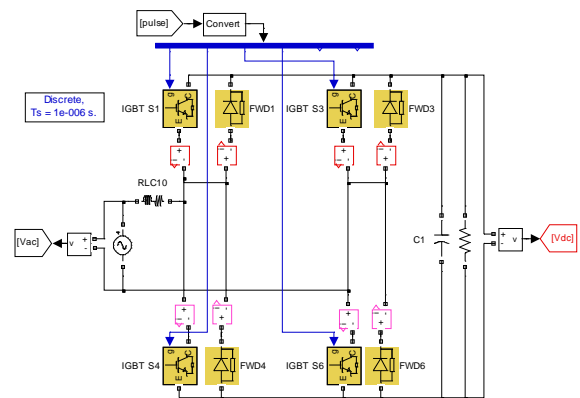 [pulse]
Convert
Discrete,
Ts = 1e-006 s.
g
C
E
IGBT S1
FWD1
g
C
E
IGBT S3
FWD3
+
-
+
-
+
-
+
-
RLC10
[Vac]
v
+
-
C1
+
-
v
[Vdc]
+
-
+
-
+
-
+
-
g
C
E
IGBT S4
FWD4
g
C
E
IGBT S6
FWD6